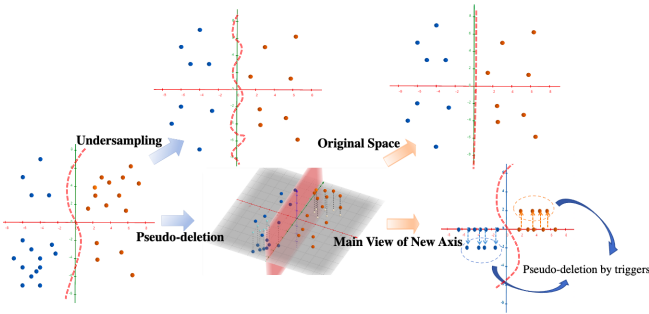 Undersampling
Original Space
Pseudo-deletion
Main View of New Axis
Pseudo-deletion by triggers